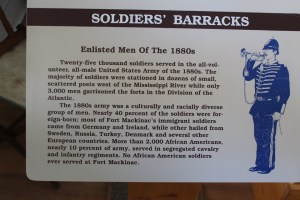 SOLDIERS' BARRACKS
Enlisted Men Of The 1880s
Twenty-five thousand soldiers served in the all-vol-
unteer, all-male United States Army of the 1880s. The
majority of soldiers were stationed in dozens of small,
scattered posts west of the Mississippi River while only
3,000 men garrisoned the forts in the Division of the
Atlantic.
The 1880s army was a culturally and racially diverse
group of men. Nearly 40 percent of the soldiers were for-
eign-born; most of Fort Mackinac's immigrant soldiers
came from Germany and Ireland, while other hailed from
Sweden, Russia, Turkey, Denmark and several other
European countries. More than 2,000 African Americans,
nearly 10 percent of army, served in segregated cavalry
and infantry regiments. No African American soldiers
ever served at Fort Mackinac.